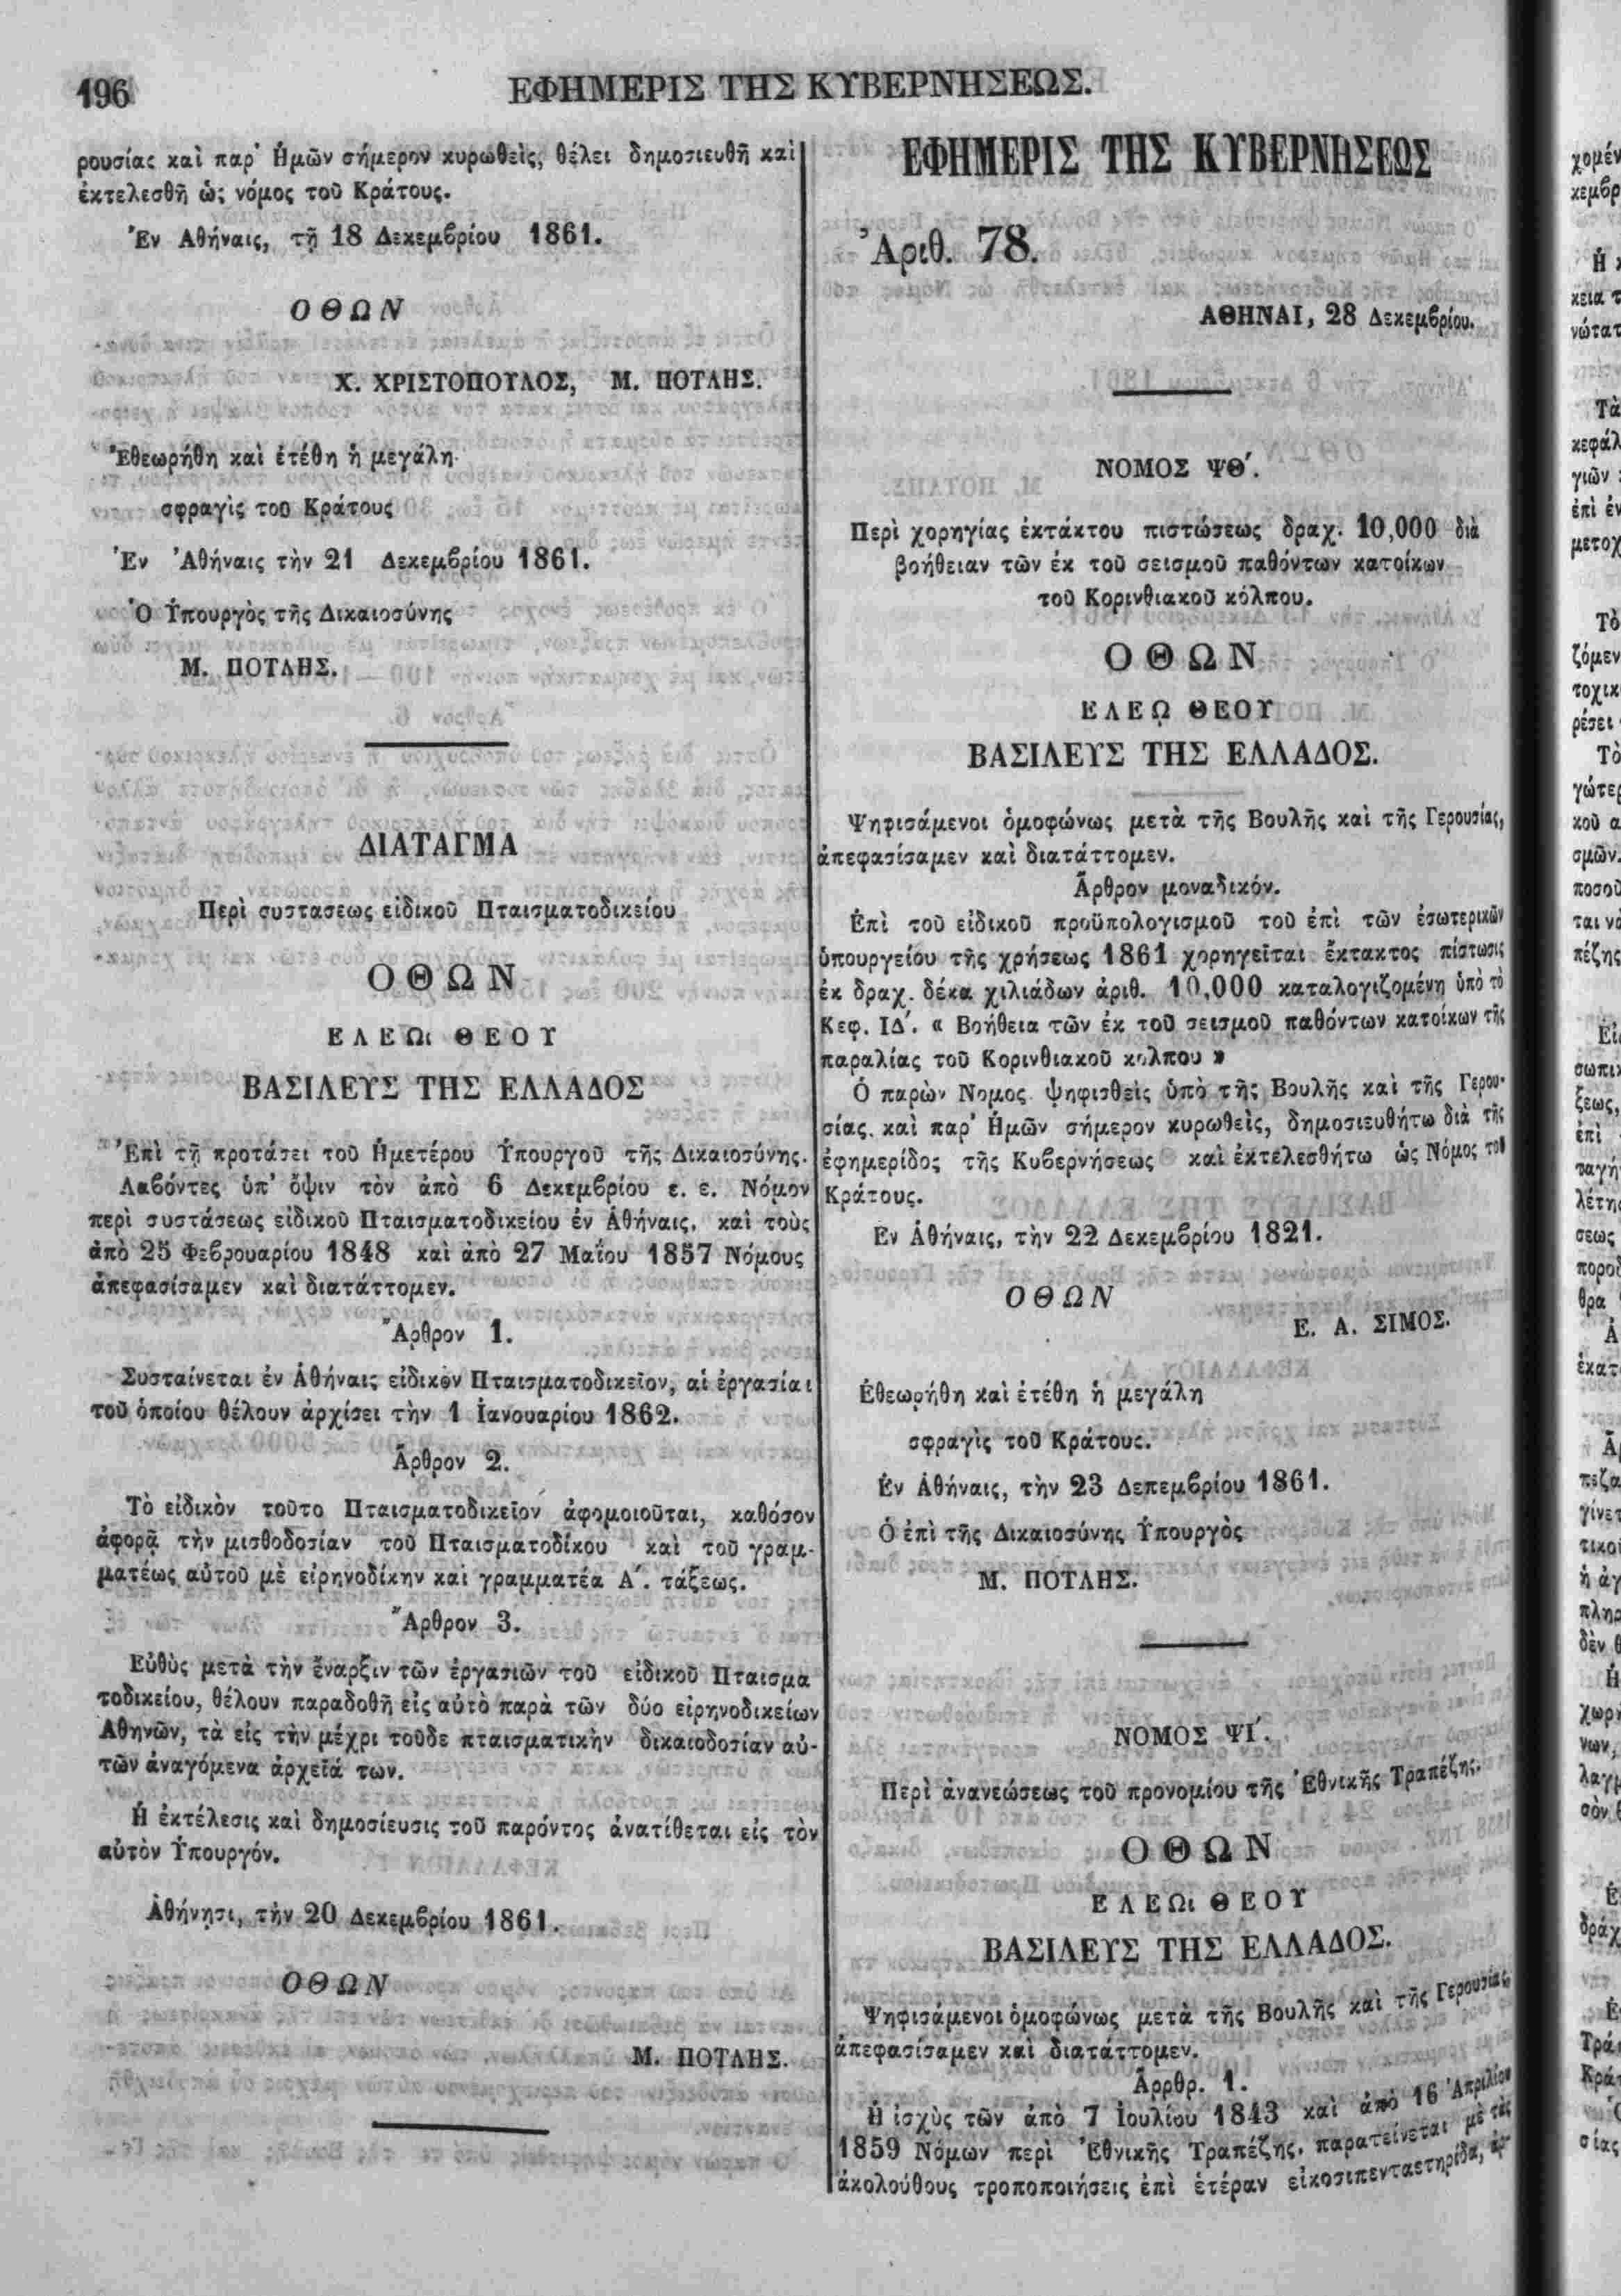 196
ΕΦΗΜΕΡΙΣ ΤΗΣ ΚΥΒΕΡΝΗΣΕΩΣ.
ρουσίας καὶ παρ' Ἡμῶν σήμερον κυρωθεὶς, θέλει δημοσιευθῆ καὶ
ἐκτελεσθῆ ὡς νόμος τοῦ Κράτους.
Ἐν Ἀθήναις, τῇ 18 Δεκεμβρίου 1861.
ΟΘΩΝ
Χ. ΧΡΙΣΤΟΠΟΥΛΟΣ, Μ. ΠΟΤΛΗΣ.
Ἐθεωρήθη καὶ ἐτέθη ἡ μεγάλη
σφραγὶς του Κράτους
Ἐν Ἀθήναις τὴν 21 Δεκεμβρίου 1861.
Ὁ Ὑπουργὸς τῆς Δικαιοσύνης
Μ. ΠΟΤΛΗΣ.
ΔΙΑΤΑΓΜΑ
Περὶ συστασεως εἰδικοῦ Πταισματοδικείου
ΟΘΩΝ
ΕΛΕΩι ΘΕΟΥ
ΒΑΣΙΛΕΥΣ ΤΗΣ ΕΛΛΑΔΟΣ
Ἐπὶ τῇ προτάσει τοῦ Ἡμετέρου Ὑπουργοῦ τῆς Δικαιοσύνης.
Λαβόντες ὑπ' ὄψιν τὸν ἀπὸ 6 Δεκεμβρίου ε. ε. Νόμον
περὶ συστάσεως εἰδικοῦ Πταισματοδικείου ἐν Ἀθήναις, καὶ τοὺς
ἀπὸ 25 Φεβρουαρίου 1848 καὶ ἀπὸ 27 Μαΐου 1857 Νόμους
ἀπεφασίσαμεν καὶ διατάττομεν.
Ἄρθρον 1.
Συσταίνεται ἐν Ἀθήναις εἰδικὸν Πταισματοδικεῖον, αἱ ἐργασίαι
τοῦ ὁποίου θέλουν ἀρχίσει τὴν 1 Ἰανουαρίου 1862.
Ἄρθρον 2.
Τὸ εἰδικὸν τοῦτο Πταισματοδικεῖον ἀφομοιοῦται, καθόσον
ἀφορᾷ τὴν μισθοδοσίαν τοῦ Πταισματοδίκου καὶ τοῦ γραμ-
ματέως αὐτοῦ μὲ εἰρηνοδίκην καὶ γραμματέα Α΄. τάξεως.
Ἄρθρον 3.
Εὐθὺς μετὰ τὴν ἔναρξιν τῶν ἐργασιῶν τοῦ εἰδικοῦ Πταισμα
τοδικείου, θέλουν παραδοθῆ εἰς αὐτὸ παρὰ τῶν δύο εἰρηνοδικείων
Ἀθηνῶν, τὰ εἰς τὴν μέχρι τοῦδε πταισματικὴν δικαιοδοσίαν αὐ-
τῶν ἀναγόμενα ἀρχεῖά των.
Ἡ ἐκτέλεσις καὶ δημοσίευσις τοῦ παρόντος ἀνατίθεται εἰς τὸν
αὐτὸν Ὑπουργόν.
Ἀθήνῃσι, τὴν 20 Δεκεμβρίου 1861.
ΟΘΩΝ
Μ. ΠΟΤΛΗΣ.
ΕΦΗΜΕΡΙΣ ΤΗΣ ΚΥΒΕΡΝΗΣΕΩΣ
Ἀριθ. 78.
ΑΘΗΝΑΙ, 28 Δεκεμβρίου.
ΝΟΜΟΣ ΨΘ΄.
Περὶ χορηγίας ἐκτάκτου πιστώσεως δραχ. 10,000 διὰ
βοήθειαν τῶν ἐκ τοῦ σεισμοῦ παθόντων κατοίκων
τοῦ Κορινθιακοῦ κόλπου.
ΟΘΩΝ
ΕΛΕῼ ΘΕΟΥ
ΒΑΣΙΛΕΥΣ ΤΗΣ ΕΛΛΑΔΟΣ.
Ψηφισάμενοι ὁμοφώνως μετὰ τῆς Βουλῆς καὶ τῆς Γερουσίας,
ἀπεφασίσαμεν καὶ διατάττομεν.
Ἄρθρον μοναδικόν.
Ἐπὶ τοῦ εἰδικοῦ προϋπολογισμοῦ τοῦ ἐπὶ τῶν ἐσωτερικῶν
ὑπουργείου τῆς χρήσεως 1861 χορηγεῖται ἔκτακτος πίστωσις
ἐκ δραχ. δέκα χιλιάδων ἀριθ. 10,000 καταλογιζομένη ὑπὸ τὸ
Κεφ. ΙΔ΄. « Βοήθεια τῶν ἐκ τοῦ σεισμοῦ παθόντων κατοίκων τῆς
παραλίας τοῦ Κορινθιακοῦ κολπου »
Ὁ παρὼν Νομος ψηφισθεὶς ὑπὸ τῆς Βουλῆς καὶ τῆς Γερου-
σίας. καὶ παρ' Ἡμῶν σήμερον κυρωθεὶς, δημοσιευθήτω διὰ τῆς
ἐφημερίδος τῆς Κυβερνήσεως καὶ ἐκτελεσθήτω ὡς Νόμος τοῦ
Κράτους.
Ἐν Ἀθήναις, τὴν 22 Δεκεμβρίου 1821.
ΟΘΩΝ
Ε. Α. ΣΙΜΟΣ.
Ἐθεωρήθη καὶ ἐτέθη ἡ μεγάλη
σφραγὶς τοῦ Κράτους.
Ἐν Ἀθήναις, τὴν 23 Δεπεμβρίου 1861.
Ὁ ἐπὶ τῆς Δικαιοσύνης Ὑπουργὸς
Μ. ΠΟΤΛΗΣ.
ΝΟΜΟΣ ΨΙ΄.
Περὶ ἀνανεώσεως τοῦ προνομίου τῆς Ἐθνικῆς Τραπέζης.
ΟΘΩΝ
ΕΛΕΩι ΘΕΟΥ
ΒΑΣΙΛΕΥΣ ΤΗΣ ΕΛΛΑΔΟΣ.
Ψηφισάμενοι ὁμοφώνως μετὰ τῆς Βουλῆς καὶ τῆς Γερουσίας,
ἀπεφασίσαμεν καὶ διατάττομεν.
Ἄρρθρ. 1.
Ἡ ἰσχὺς τῶν ἀπὸ 7 Ἰουλίου 1843 καὶ ἀπὸ 16 Ἀπριλίου
1859 Νόμων περὶ Ἐθνικῆς Τραπέζης, παρατείνεται μὲ τὰς
ἀκολούθους τροποποιήσεις ἐπὶ ἑτέραν εἰκοσιπενταετηρίδα,